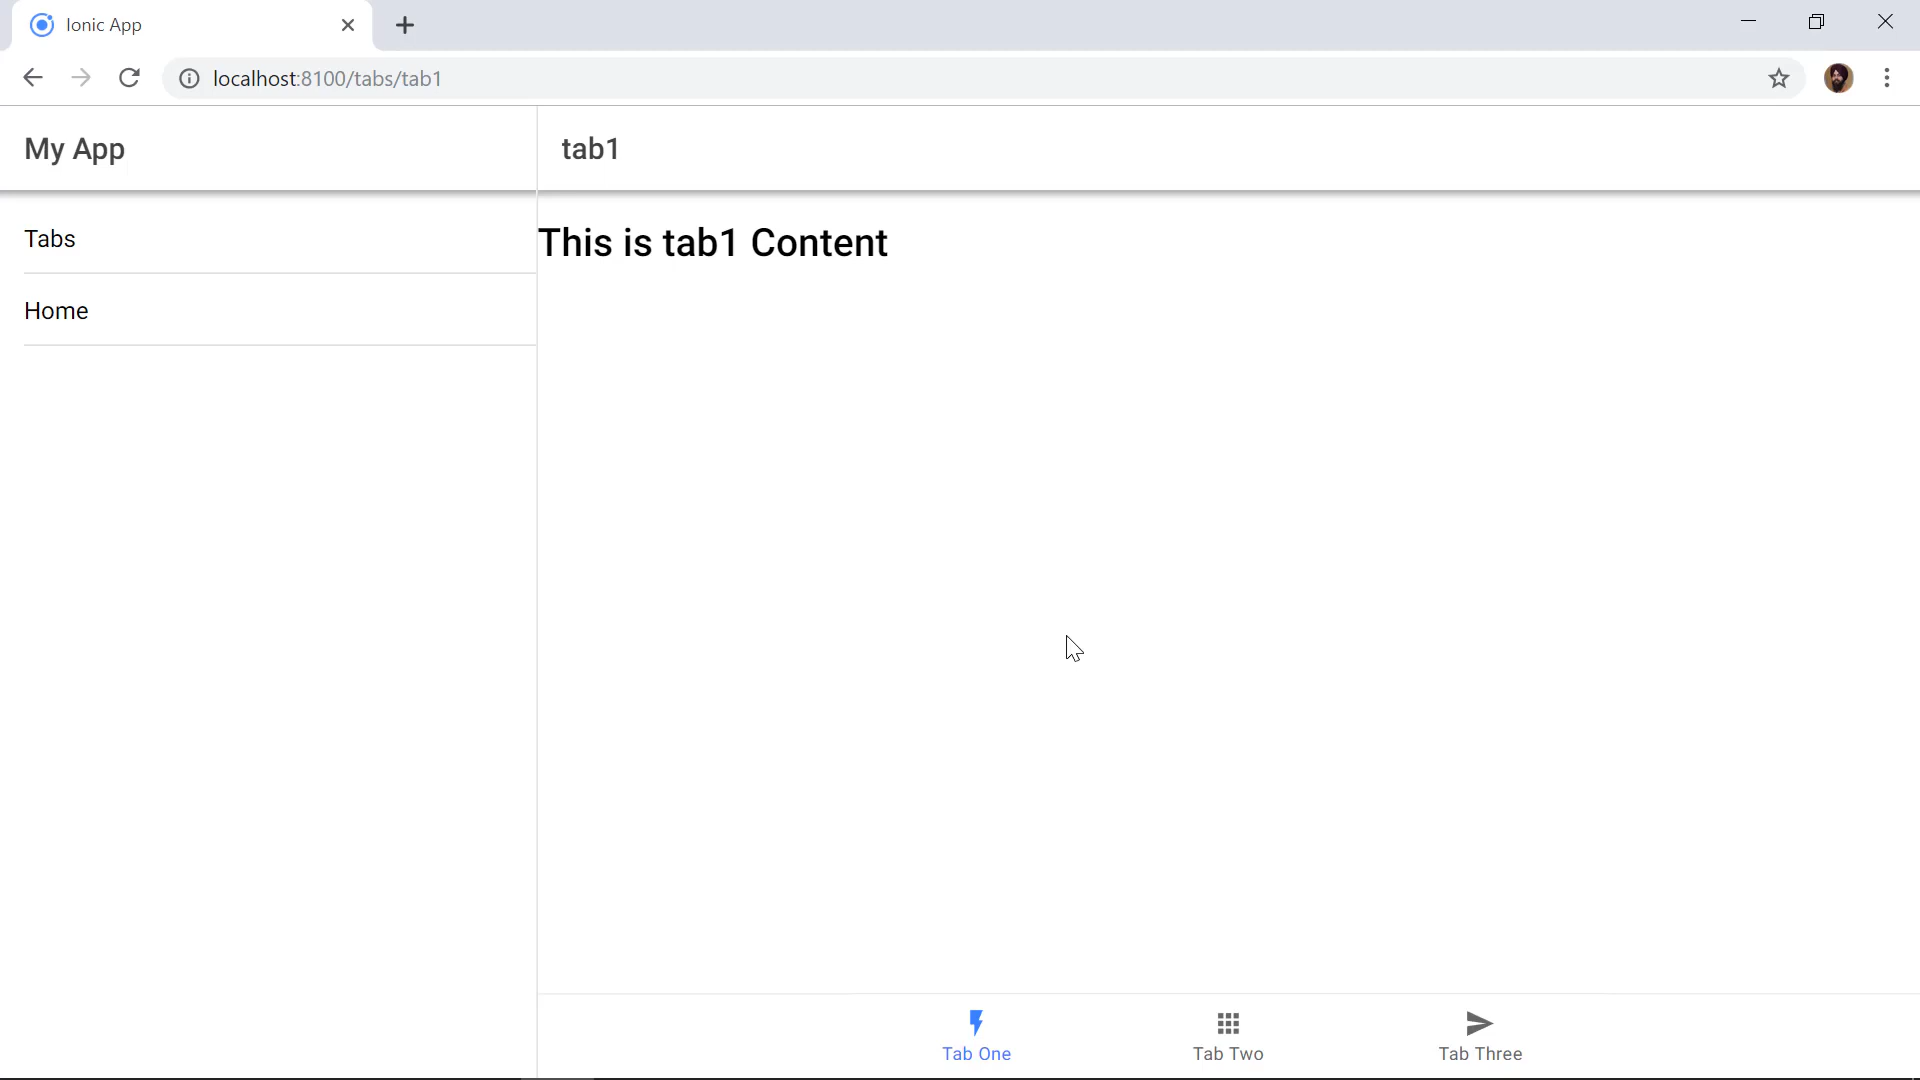 Ionic App
localhost:8100/tabs/tab1
My App
tab1
Tabs
Home
This is tab1 Content
Tab One
Tab Two
Tab Three